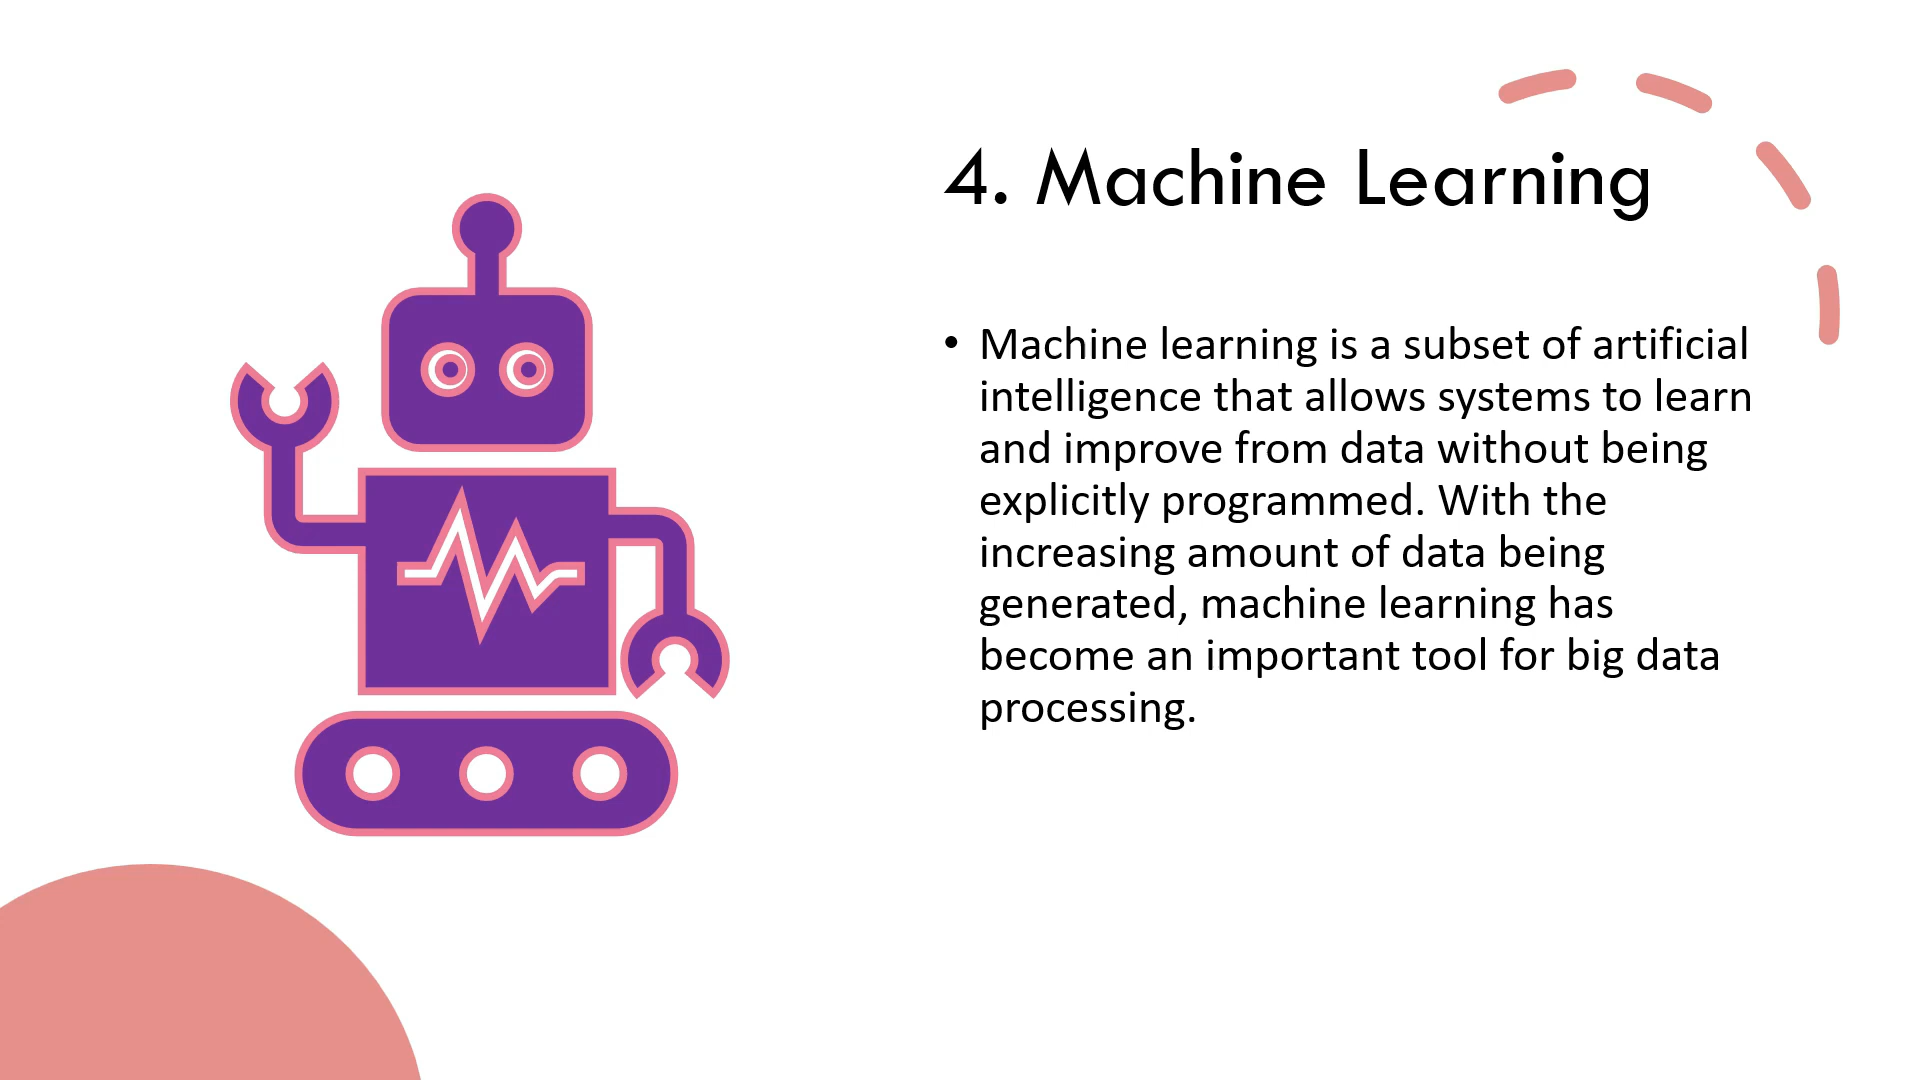 4. Machine Learning
• Machine learning is a subset of artificial
intelligence that allows systems to learn
and improve from data without being
explicitly programmed. With the
increasing amount of data being
generated, machine learning has
become an important tool for big data
processing.